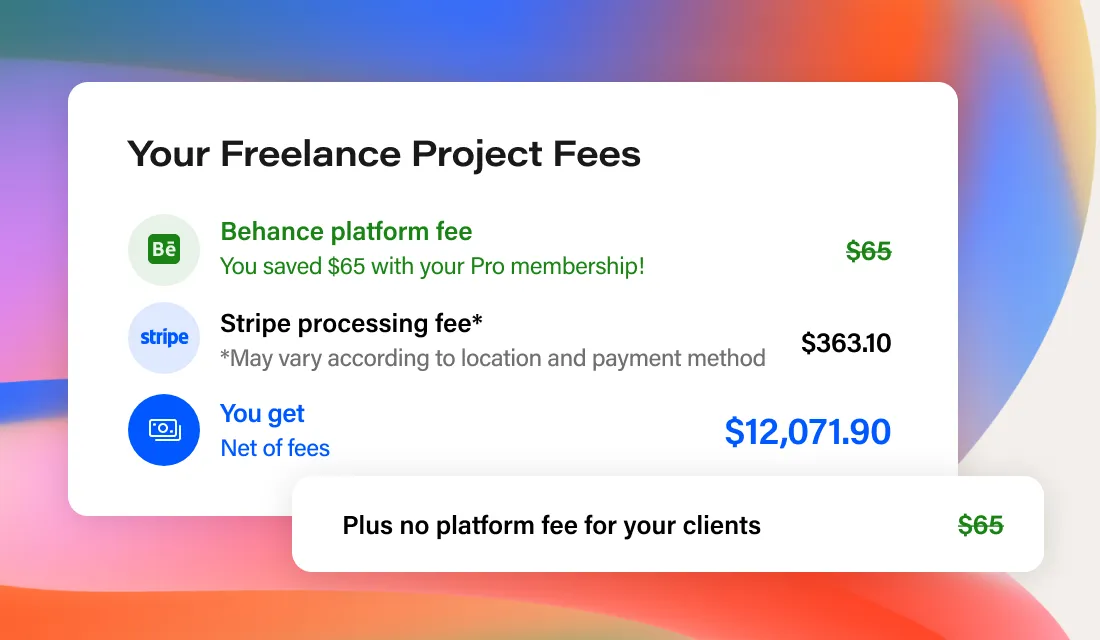 Your Freelance Project Fees
Bē
Behance platform fee
You saved $65 with your Pro membership!
$65
stripe
Stripe processing fee*
*May vary according to location and payment method
$363.10
You get
Net of fees
$12,071.90
Plus no platform fee for your clients
$65